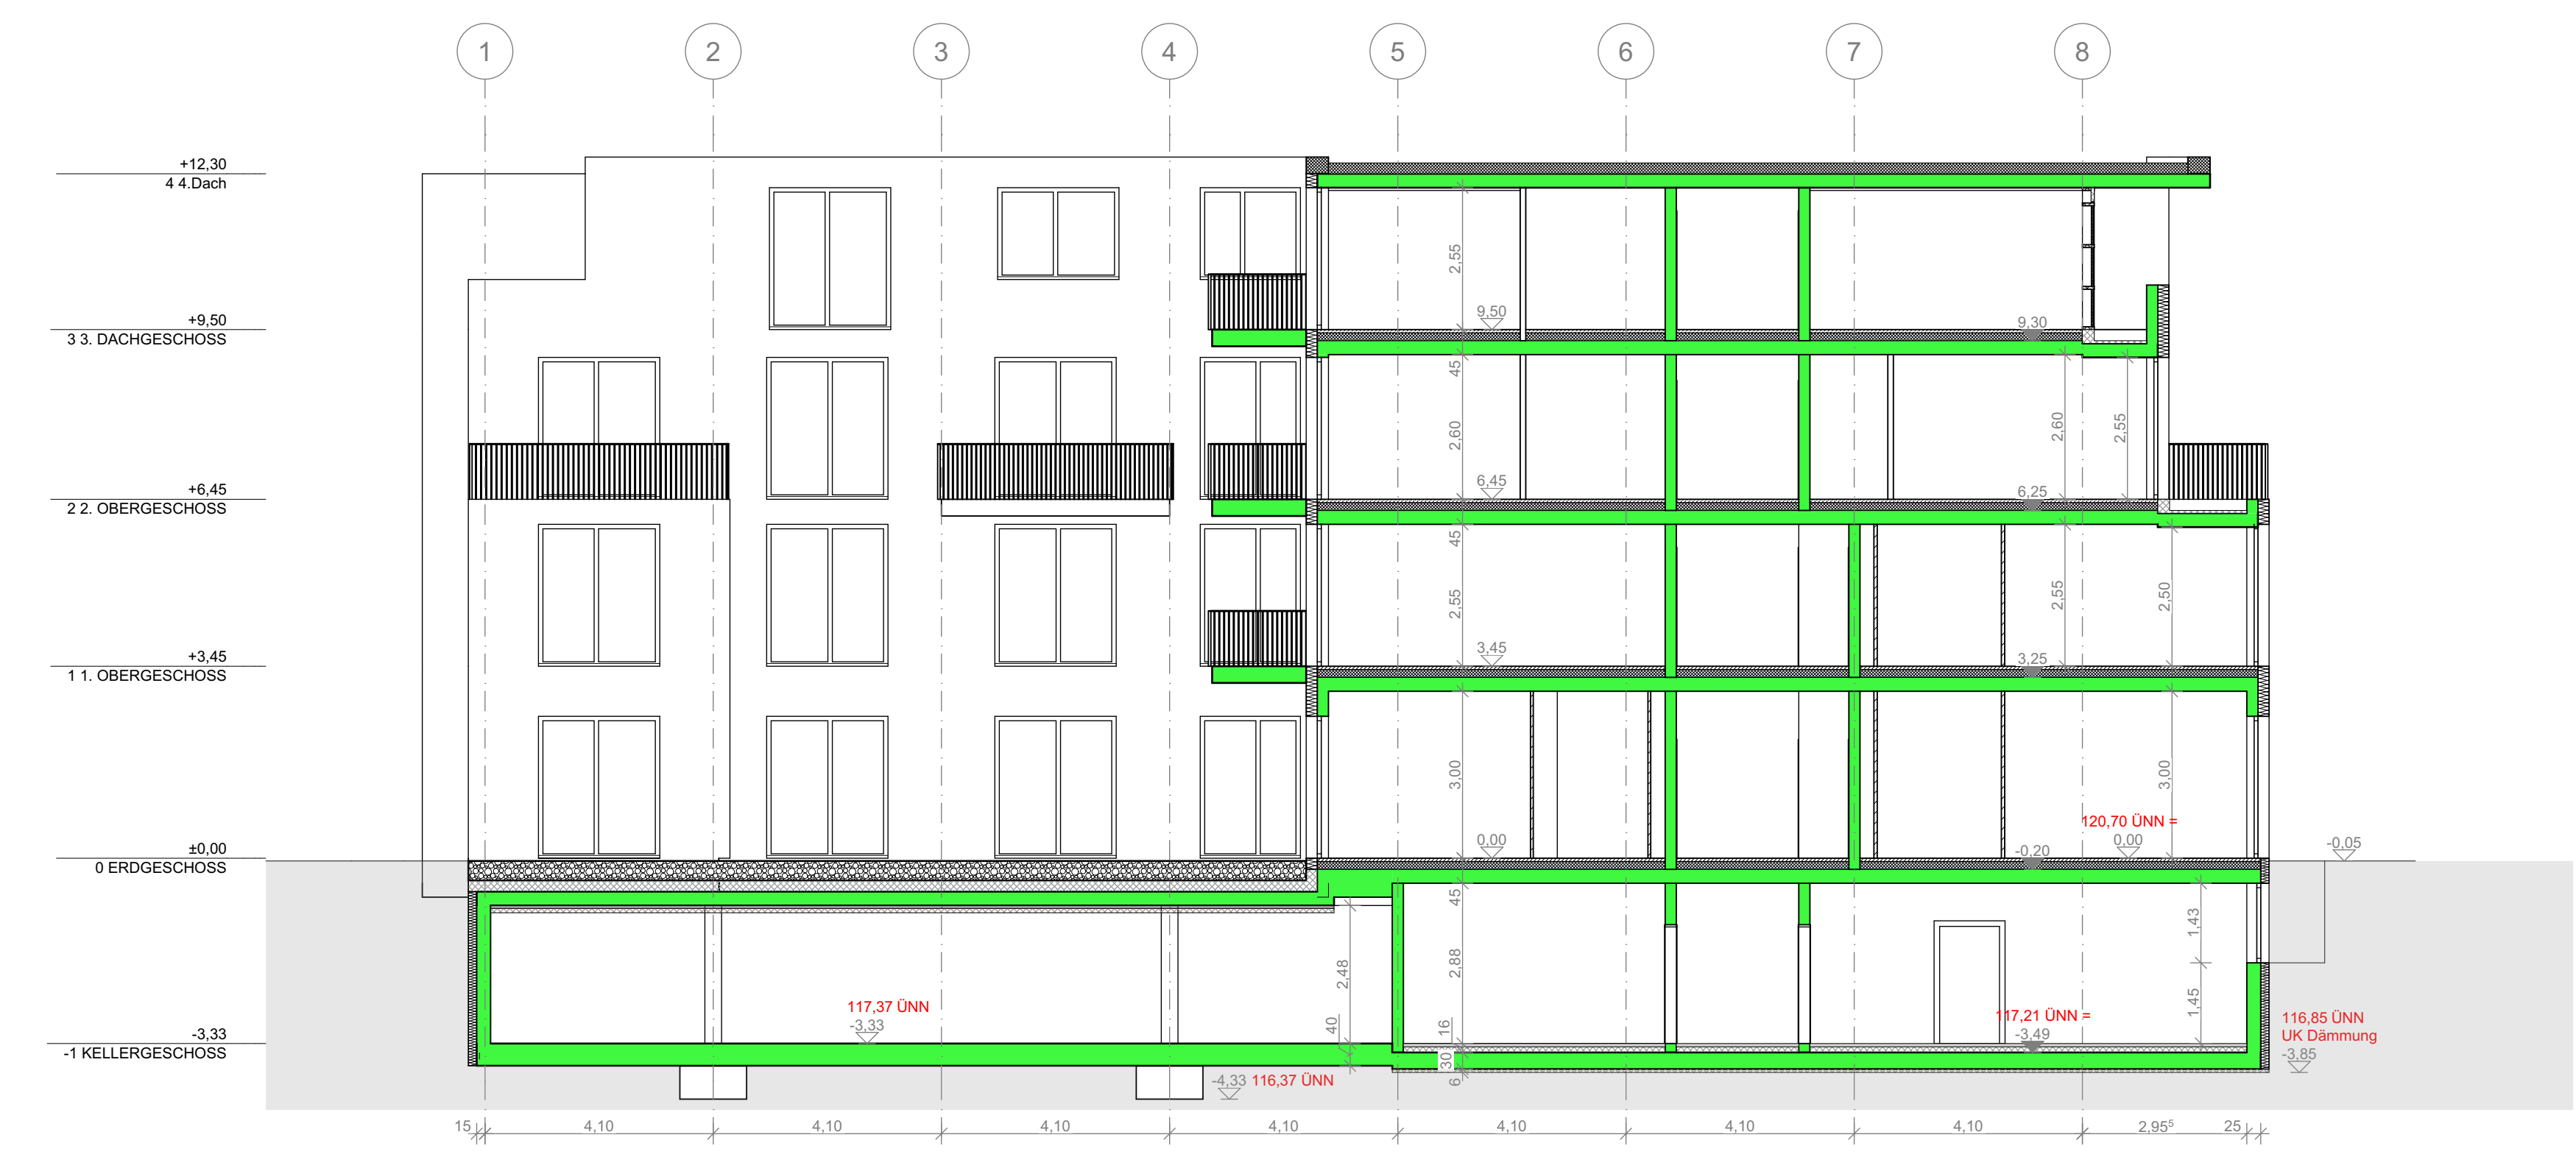 1 2 3 4 5 6 7 8
+12,30
4 4.Dach
2,55
+9,50
3 3. DACHGESCHOSS
9,50
9,30
45
2,60
2,60
2,55
+6,45
2 2. OBERGESCHOSS
6,45
6,25
45
2,55
2,55
2,50
+3,45
1 1. OBERGESCHOSS
3,45
3,25
3,00
3,00
120,70 ÜNN =
±0,00
0 ERDGESCHOSS
0,00
0,00
-0,20
-0,05
45
1,43
2,48
2,88
1,45
117,37 ÜNN
-3,33
117,21 ÜNN =
-3,49
-3,33
-1 KELLERGESCHOSS
40
16
30
6
116,85 ÜNN
UK Dämmung
-3,85
-4,33 116,37 ÜNN
15 4,10 4,10 4,10 4,10 4,10 4,10 4,10 2,95⁵ 25